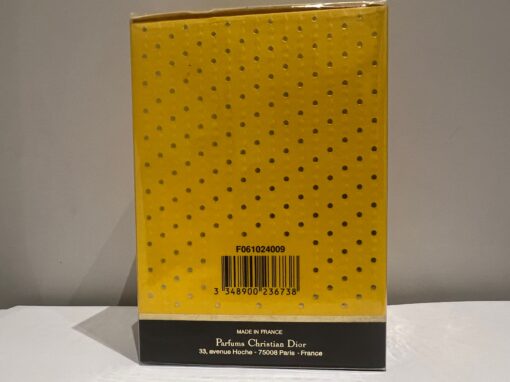 F061024009
3 348900 236738
MADE IN FRANCE
Parfums Christian Dior
33, avenue Hoche - 75008 Paris - France